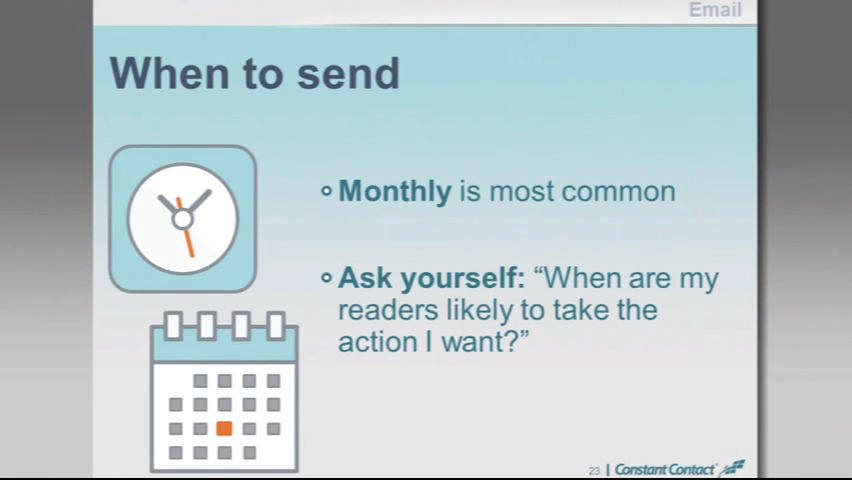 Email
When to send
Monthly is most common
Ask yourself: “When are my
readers likely to take the
action I want?”
23 | Constant Contact